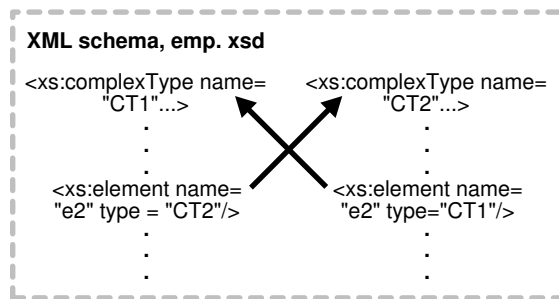 XML schema, emp. xsd
<xs:complexType name=
"CT1"...>
.
.
.
<xs:element name=
"e2" type = "CT2"/>
.
.
.
<xs:complexType name=
"CT2"...>
.
.
.
<xs:element name=
"e2" type="CT1"/>
.
.
.